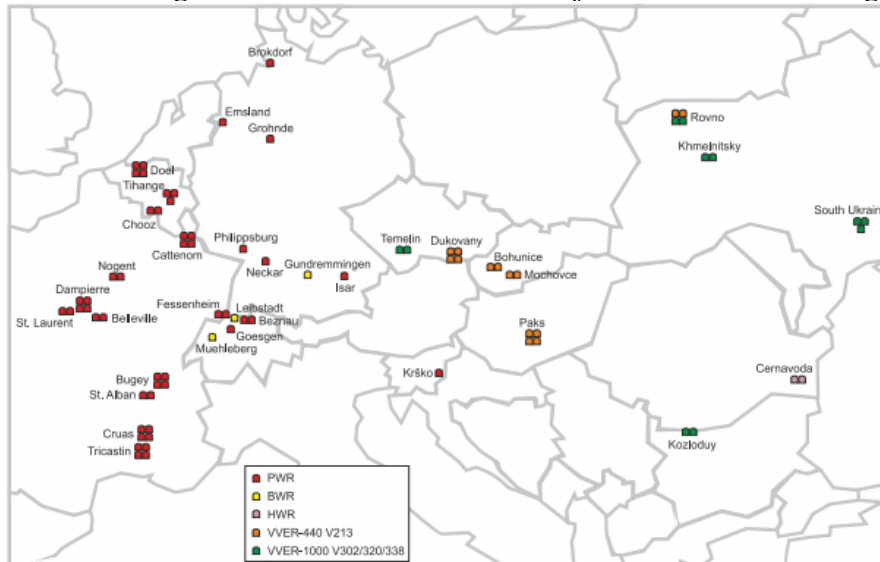 Brokdorf
Emsland
Grohnde
Rovno
Khmelnitsky
Doel
Tihange
Chooz
South Ukrain
Cattenom
Philippsburg
Neckar
Gundremmingen
Isar
Temelin
Dukovany
Bohunice
Mochovce
Nogent
Dampierre
St. Laurent
Belleville
Fessenheim
Leibstadt
Beznau
Goesgen
Muehleberg
Paks
Krško
Cernavoda
Kozloduy
Bugey
St. Alban
Cruas
Tricastin
PWR
BWR
HWR
VVER-440 V213
VVER-1000 V302/320/338